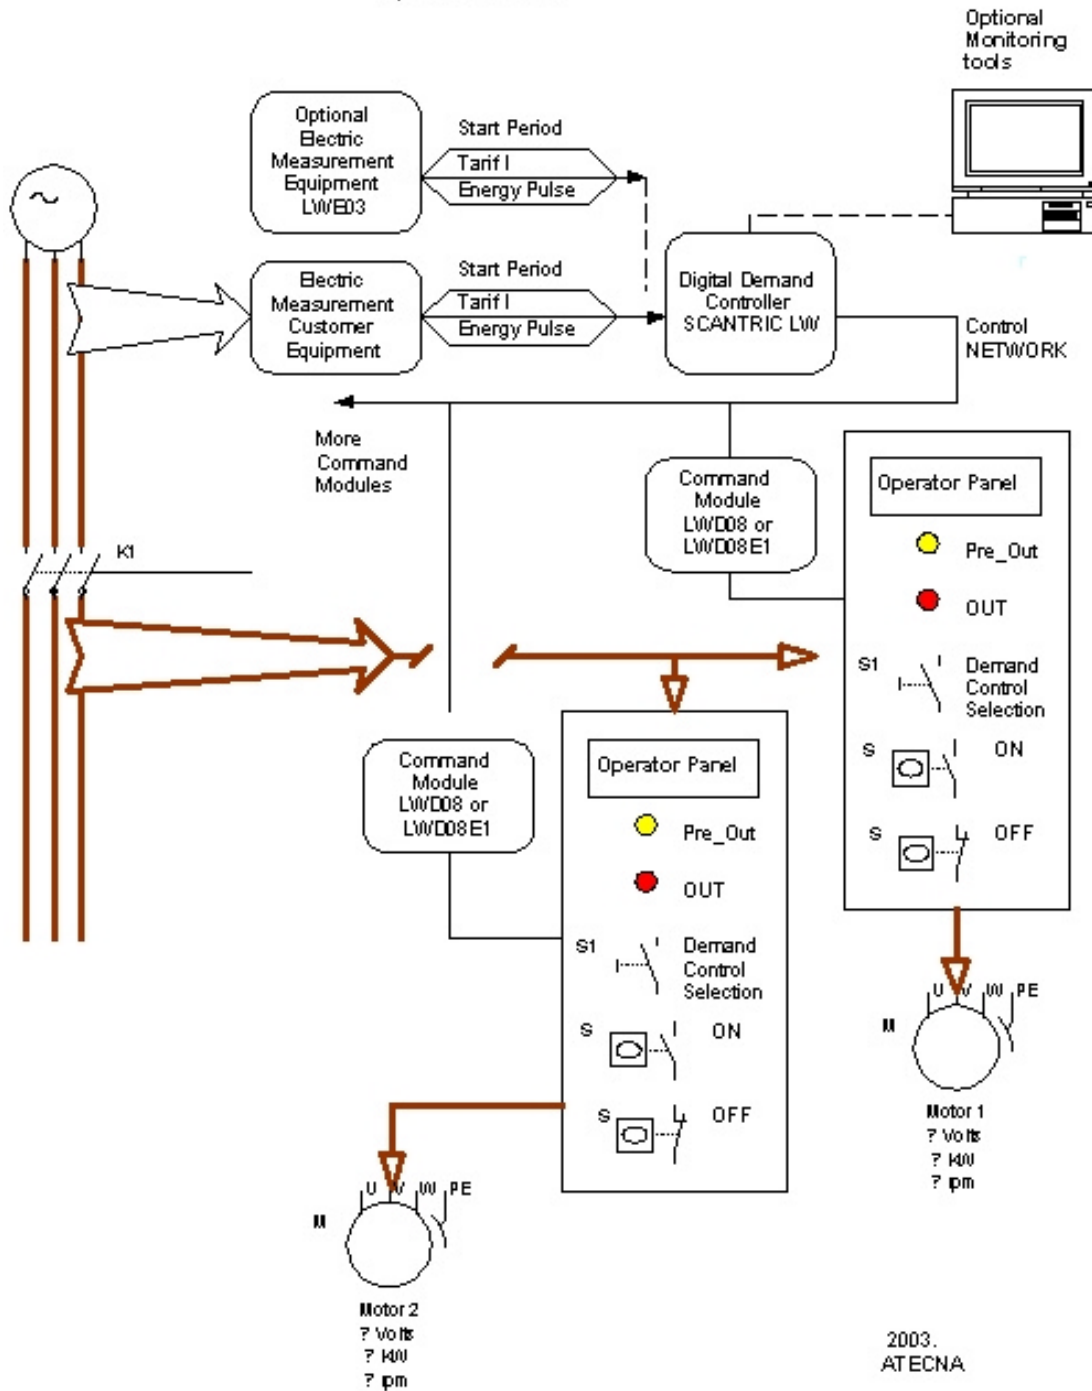 Optional
Monitoring
tools
Optional
Electric
Measurement
Equipment
LWE03
Start Period
Tarif I
Energy Pulse
Electric
Measurement
Customer
Equipment
Start Period
Tarif I
Energy Pulse
Digital Demand
Controller
SCANTRIC LW
Control
NETWORK
More
Command
Modules
Command
Module
LWD08 or
LWD08E1
Operator Panel
Pre_Out
OUT
S1
Demand
Control
Selection
S
ON
S
OFF
K1
Command
Module
LWD08 or
LWD08E1
Operator Panel
Pre_Out
OUT
S1
Demand
Control
Selection
S
ON
S
OFF
U V W PE
M
Motor 1
? Volts
? kW
? rpm
U V W PE
M
Motor 2
? Volts
? kW
? rpm
2003.
ATECNA